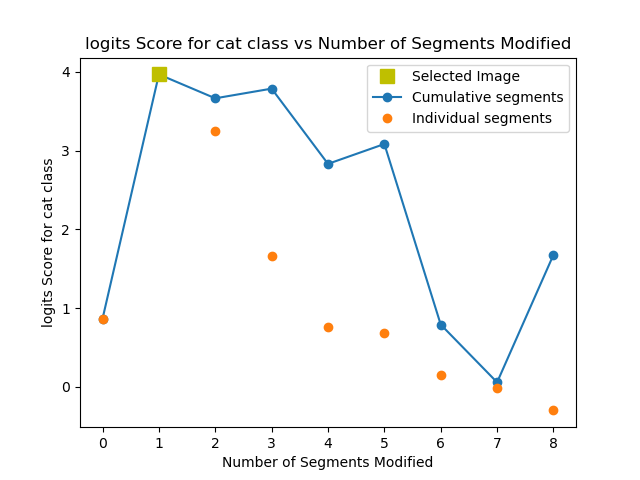 logits Score for cat class vs Number of Segments Modified
Selected Image
Cumulative segments
Individual segments
logits Score for cat class
4
3
2
1
0
0 1 2 3 4 5 6 7 8
Number of Segments Modified